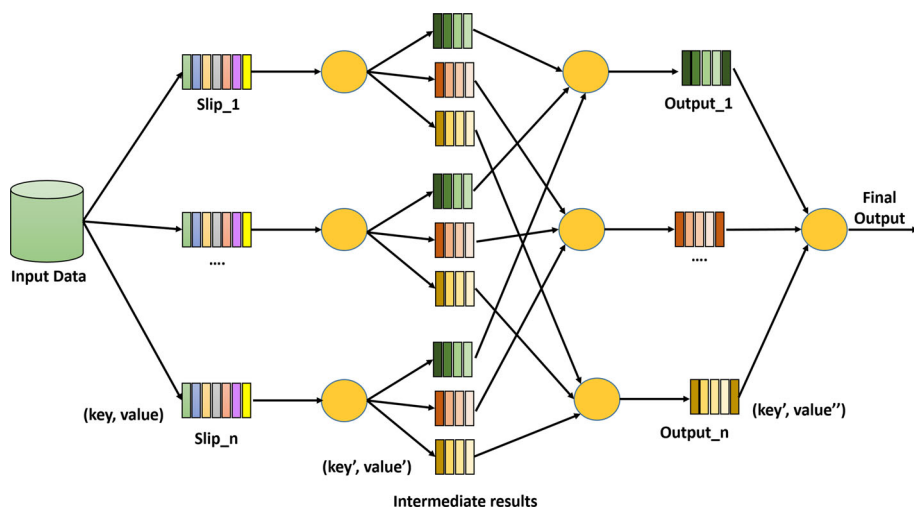 Slip_1
Output_1
Input Data
....
....
Final
Output
(key, value)
Slip_n
(key’, value’)
Output_n
(key', value'')
Intermediate results